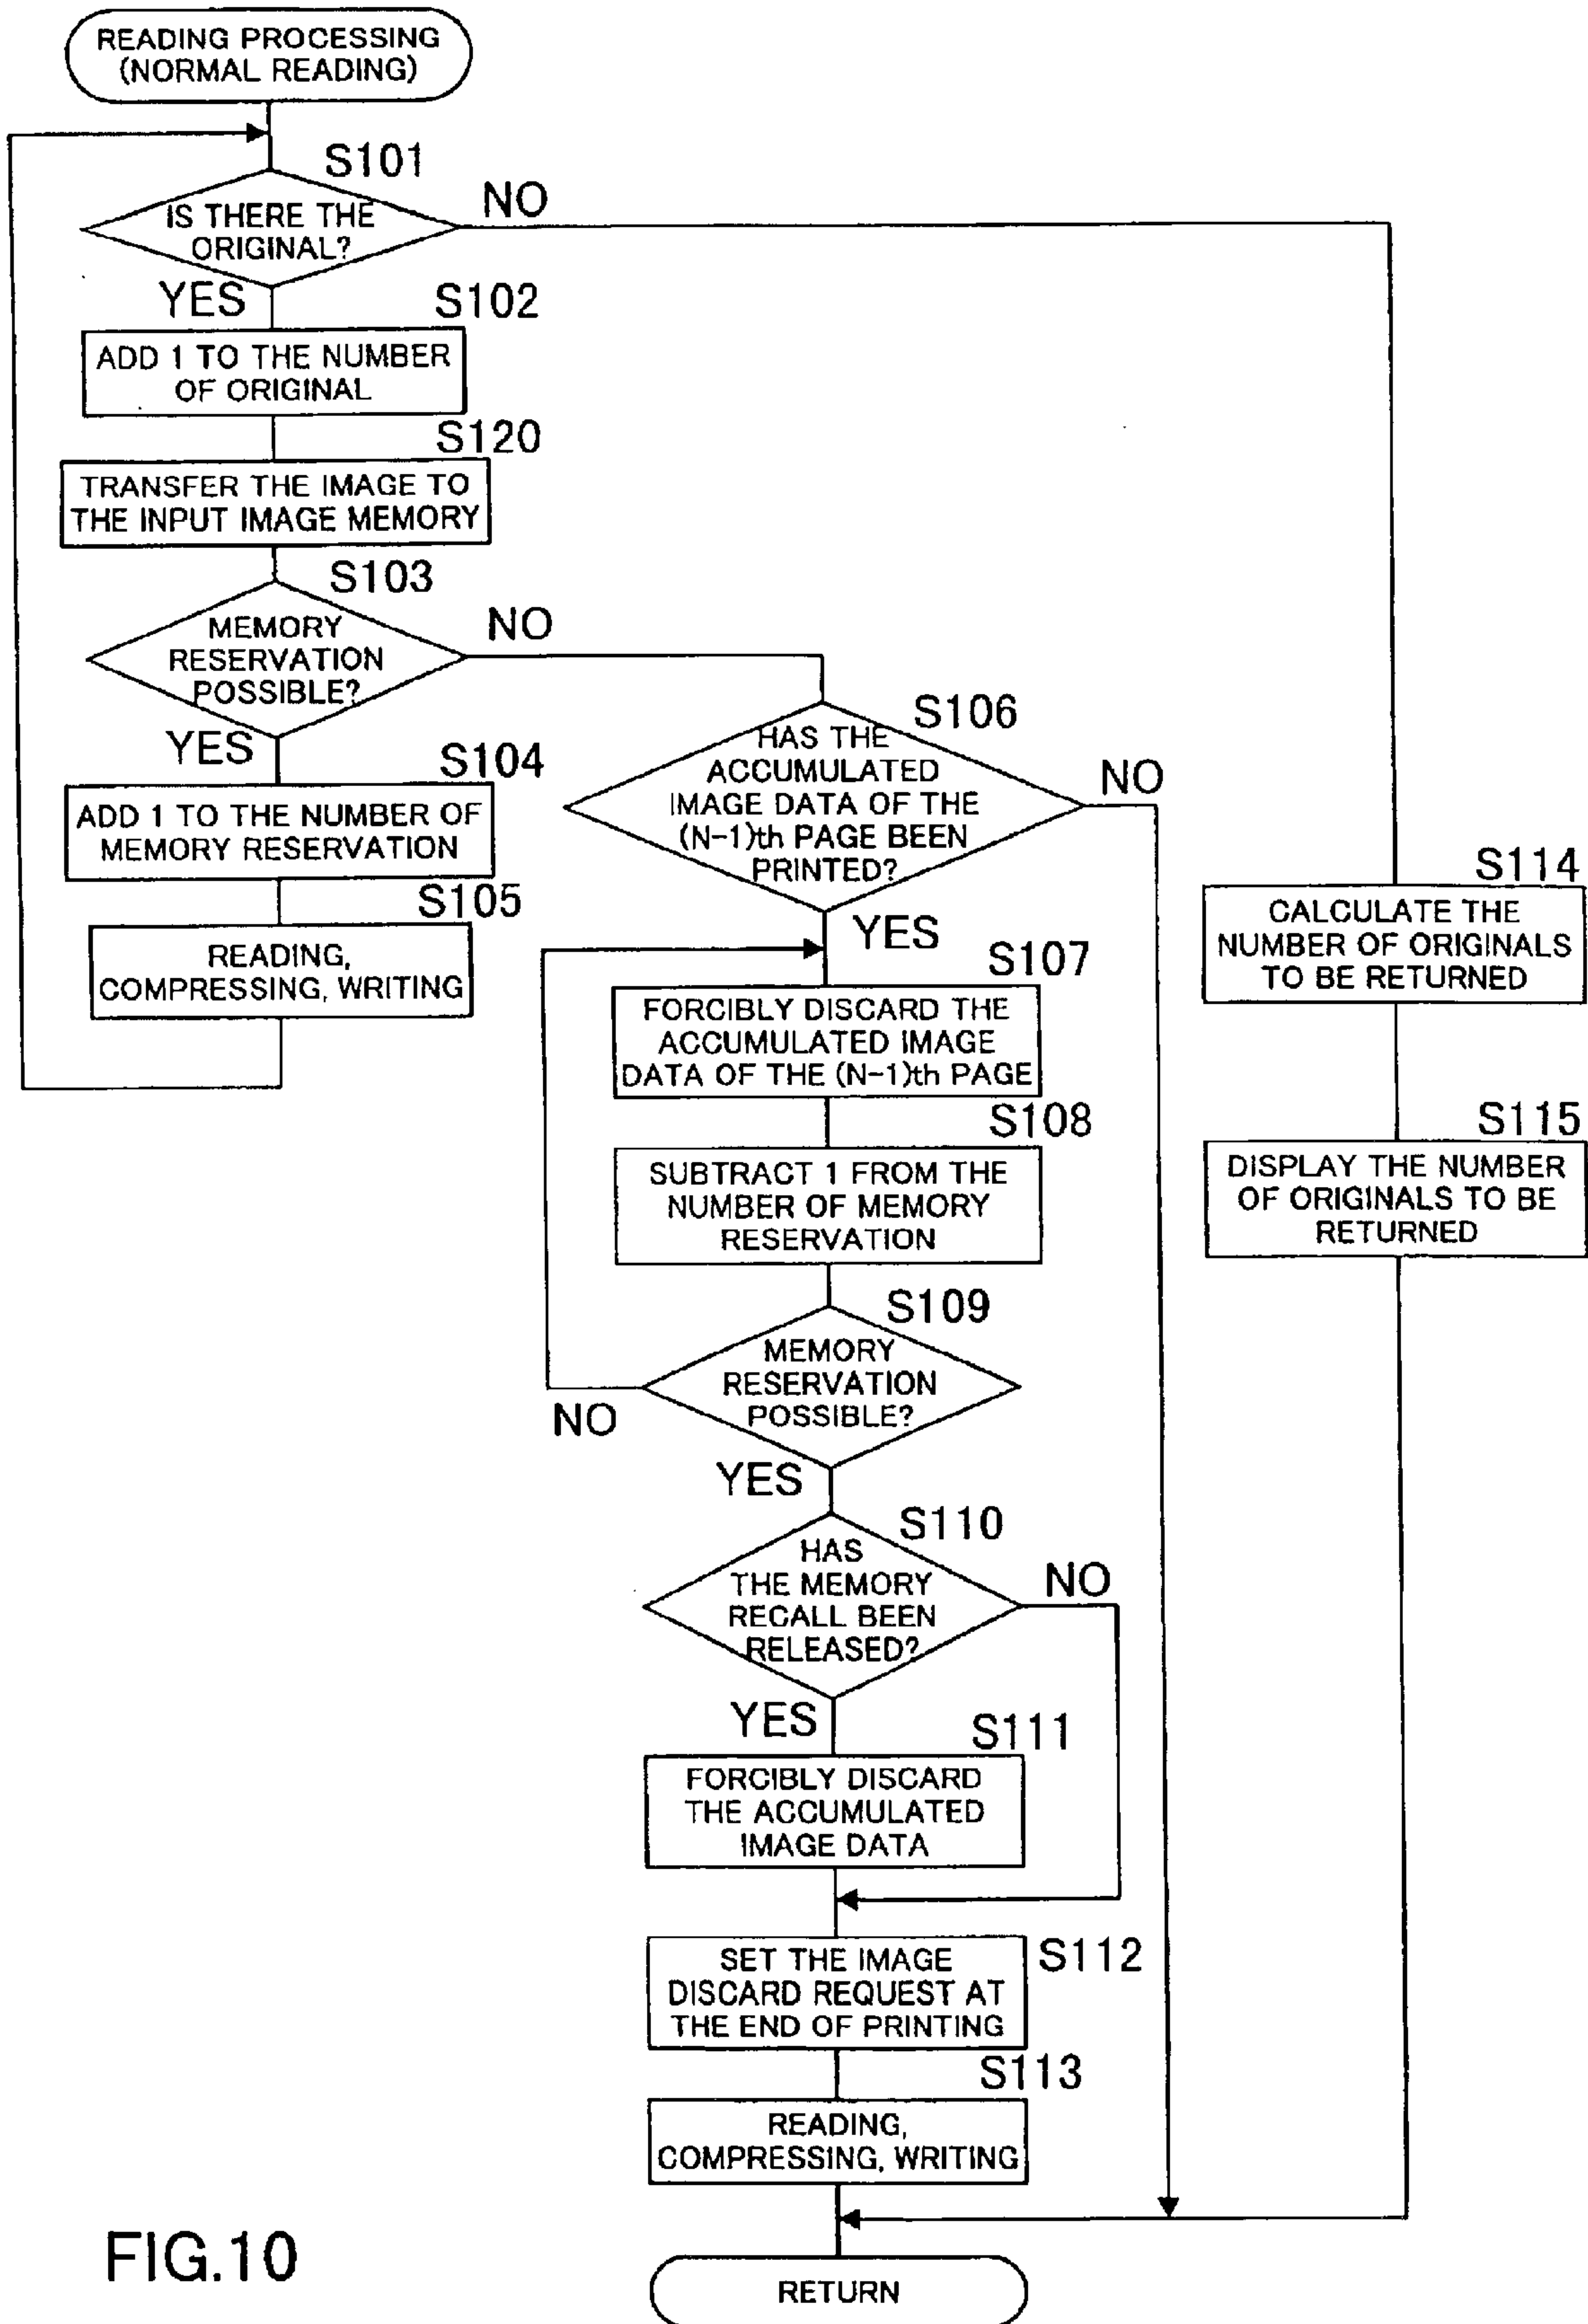 READING PROCESSING
(NORMAL READING)
S101
IS THERE THE
ORIGINAL?
NO
YES
S102
ADD 1 TO THE NUMBER
OF ORIGINAL
S120
TRANSFER THE IMAGE TO
THE INPUT IMAGE MEMORY
S103
MEMORY
RESERVATION
POSSIBLE?
NO
YES
S104
ADD 1 TO THE NUMBER OF
MEMORY RESERVATION
S105
READING,
COMPRESSING, WRITING
S106
HAS THE
ACCUMULATED
IMAGE DATA OF THE
(N-1)th PAGE BEEN
PRINTED?
NO
YES
S107
FORCIBLY DISCARD THE
ACCUMULATED IMAGE
DATA OF THE (N-1)th PAGE
S108
SUBTRACT 1 FROM THE
NUMBER OF MEMORY
RESERVATION
S109
MEMORY
RESERVATION
POSSIBLE?
NO
YES
S110
HAS
THE MEMORY
RECALL BEEN
RELEASED?
NO
YES
S111
FORCIBLY DISCARD
THE ACCUMULATED
IMAGE DATA
S112
SET THE IMAGE
DISCARD REQUEST AT
THE END OF PRINTING
S113
READING,
COMPRESSING, WRITING
S114
CALCULATE THE
NUMBER OF ORIGINALS
TO BE RETURNED
S115
DISPLAY THE NUMBER
OF ORIGINALS TO BE
RETURNED
RETURN
FIG.10